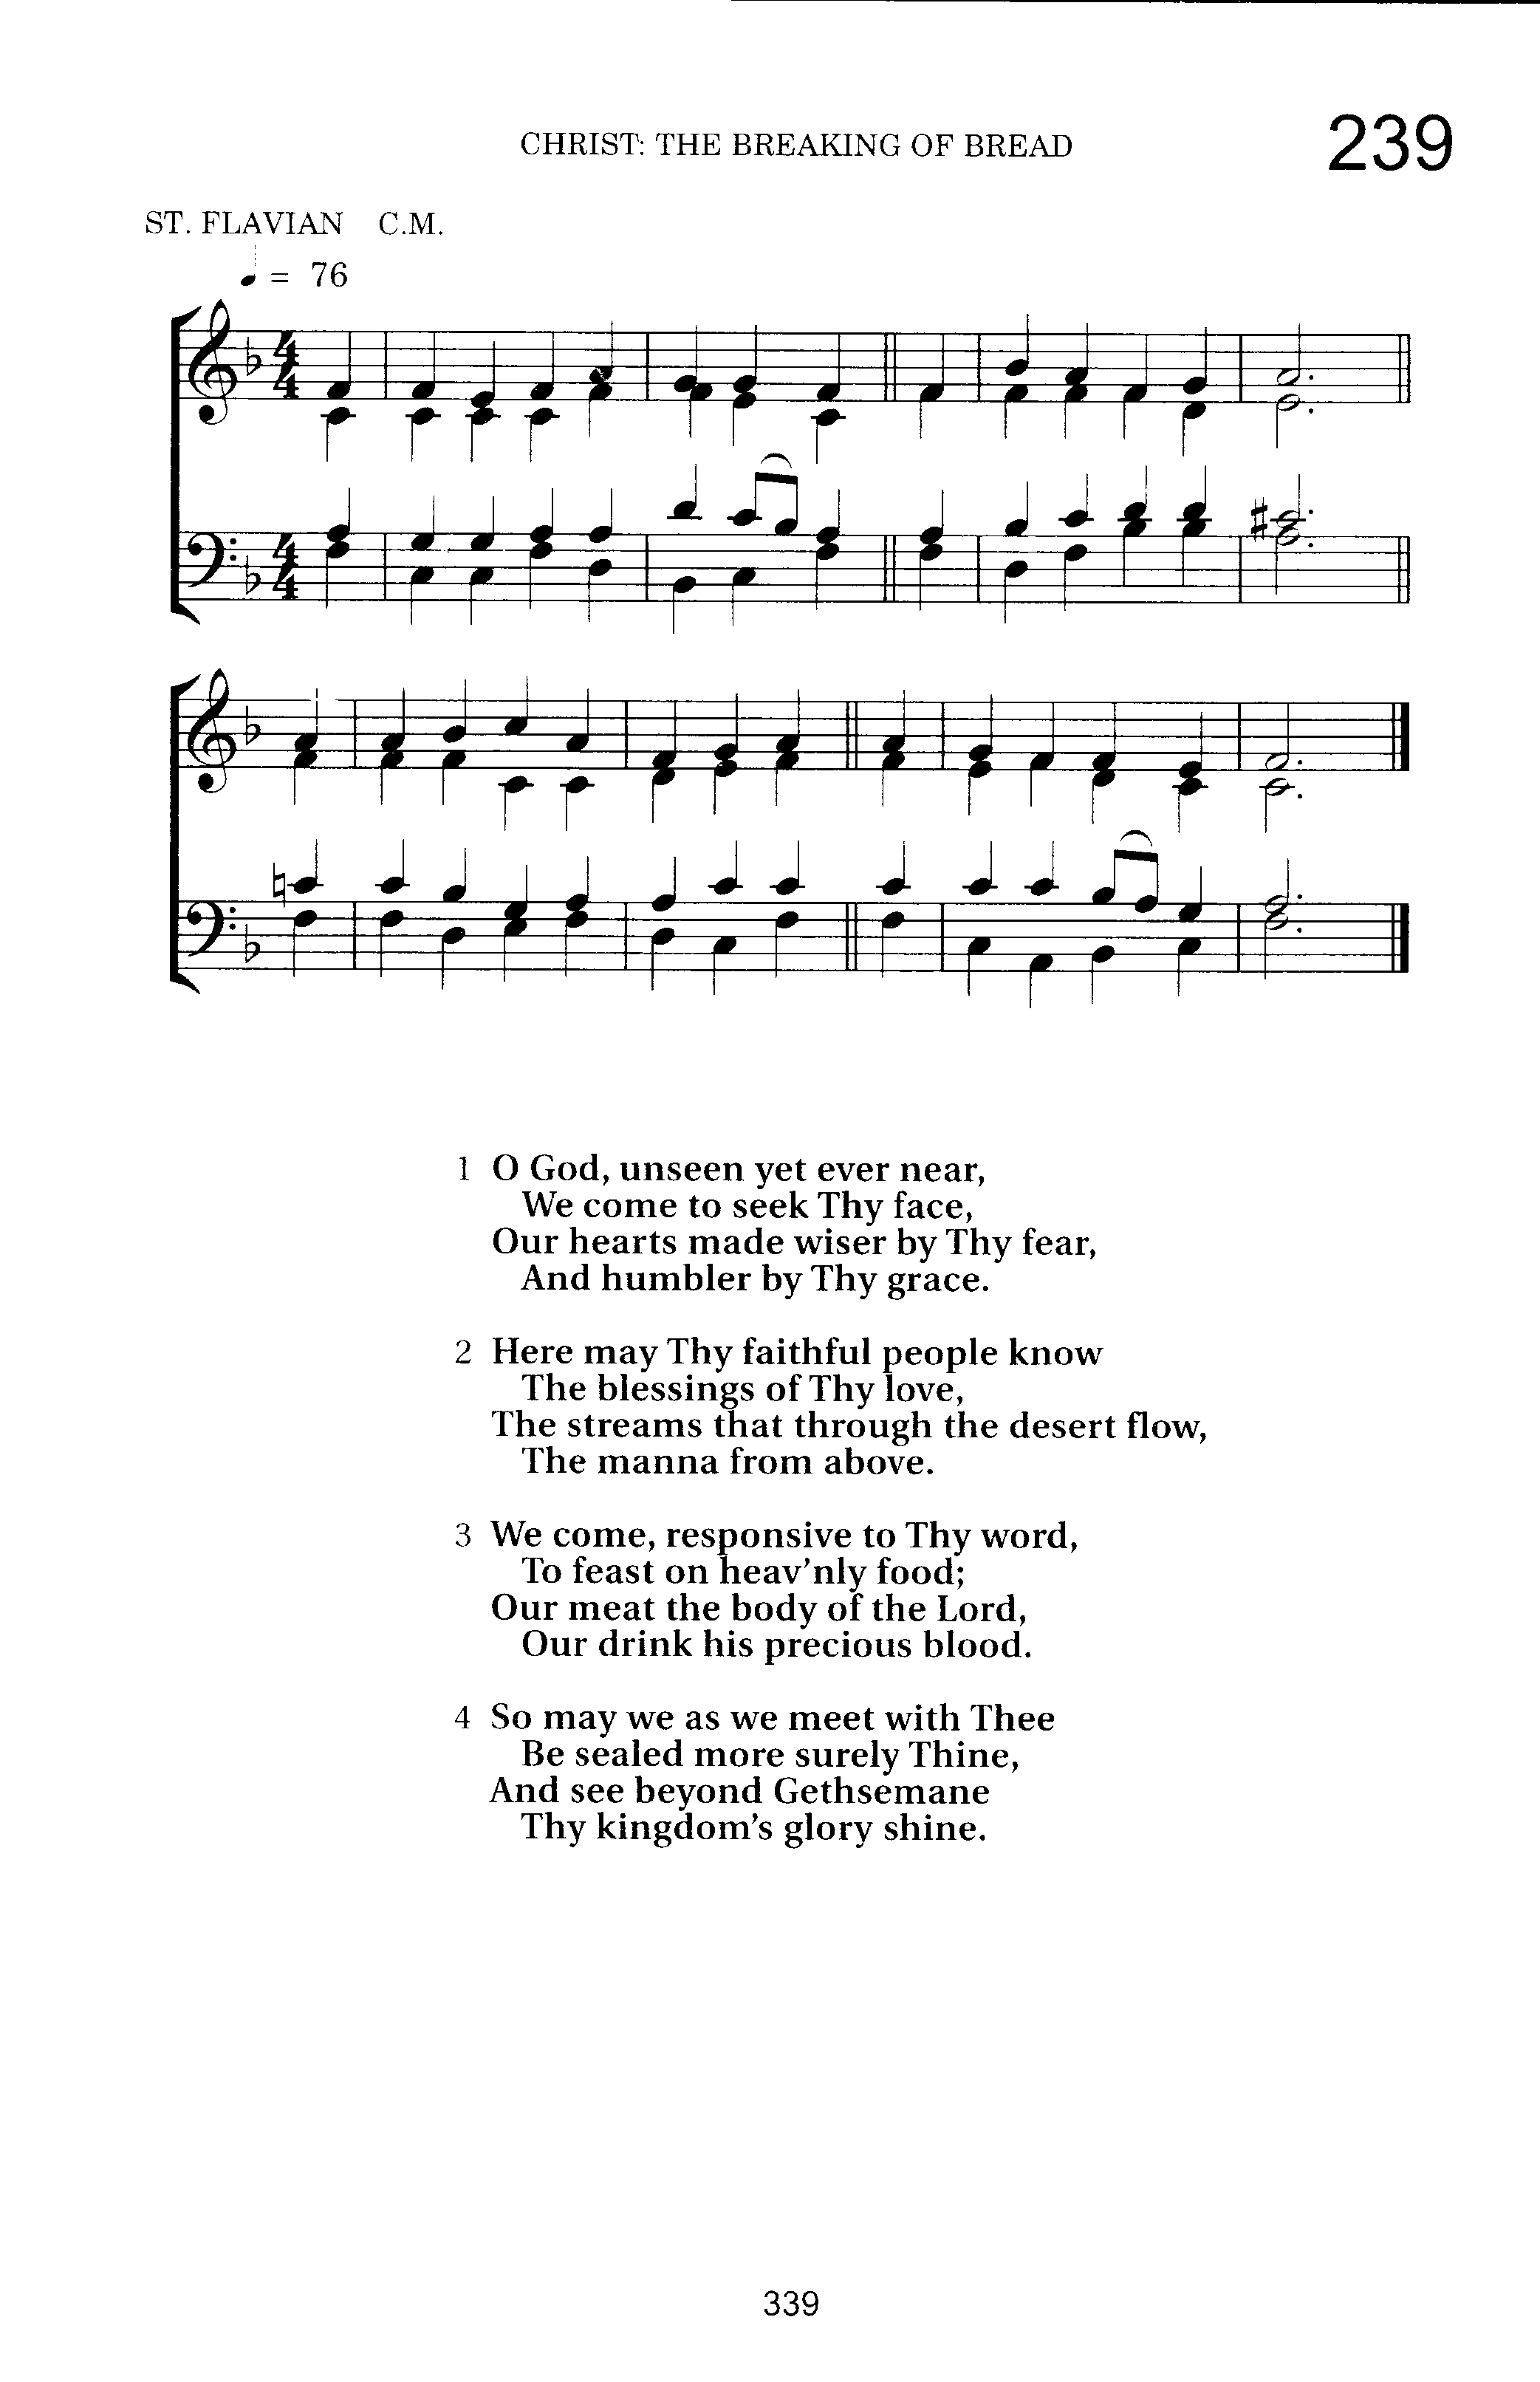 CHRIST: THE BREAKING OF BREAD
239
ST. FLAVIAN C.M.
♩ = 76
1 O God, unseen yet ever near,
We come to seek Thy face,
Our hearts made wiser by Thy fear,
And humbler by Thy grace.
2 Here may Thy faithful people know
The blessings of Thy love,
The streams that through the desert flow,
The manna from above.
3 We come, responsive to Thy word,
To feast on heav'nly food;
Our meat the body of the Lord,
Our drink his precious blood.
4 So may we as we meet with Thee
Be sealed more surely Thine,
And see beyond Gethsemane
Thy kingdom's glory shine.
339